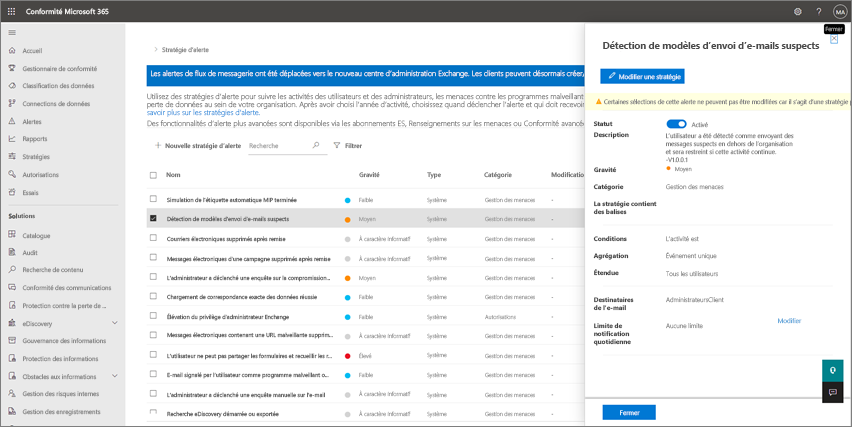 Conformité Microsoft 365
?
MA
Fermer
Accueil
Gestionnaire de conformité
Classification des données
Connexions de données
Alertes
Rapports
Stratégies
Autorisations
Essais
Solutions
Catalogue
Audit
Recherche de contenu
Conformité des communications
Protection contre la perte de ...
eDiscovery
Gouvernance des informations
Protection des informations
Obstacles aux informations
Gestion des risques internes
Gestion des enregistrements
> Stratégie d'alerte
Les alertes de flux de messagerie ont été déplacées vers le nouveau centre d'administration Exchange. Les clients peuvent désormais créer/
Utilisez des stratégies d'alerte pour suivre les activités des utilisateurs et des administrateurs, les menaces contre les programmes malveillant
perte de données au sein de votre organisation. Après avoir choisi l'année d'activité, choisissez quand déclencher l'alerte et qui doit recevoir
savoir plus sur les stratégies d'alerte.
Des fonctionnalités d'alerte plus avancées sont disponibles via les abonnements E5, Renseignements sur les menaces ou Conformité avancée
+ Nouvelle stratégie d'alerte Recherche Filtrer
Nom Gravité Type Catégorie Modification
Simulation de l'étiquette automatique MIP terminée Faible Système Gestion des menaces -
Détection de modèles d'envoi d'e-mails suspects Moyen Système Gestion des menaces -
Courriers électroniques supprimés après remise À caractère informatif Système Gestion des menaces -
Messages électroniques d'une campagne supprimés après remise À caractère informatif Système Gestion des menaces -
L'administrateur a déclenché une enquête sur la compromission... Moyen Système Gestion des menaces -
Chargement de correspondance exacte des données réussie Faible Système Gestion des menaces -
Élévation du privilège d'administrateur Exchange Faible Système Autorisations -
Messages électroniques contenant une URL malveillante supprim... À caractère informatif Système Gestion des menaces -
L'utilisateur ne peut pas partager les formulaires et recueillir les r... Élevé Système Gestion des menaces -
E-mail signalé par l'utilisateur comme programme malveillant o... Faible Système Gestion des menaces -
L'administrateur a déclenché une enquête manuelle sur l'e-mail À caractère informatif Système Gestion des menaces -
Recherche eDiscovery démarrée ou exportée À caractère informatif Système Gestion des menaces -
Détection de modèles d'envoi d'e-mails suspects
Modifier une stratégie
Certaines sélections de cette alerte ne peuvent pas être modifiées car il s'agit d'une stratégie
Statut Activé
Description L'utilisateur a été détecté comme envoyant des
messages suspects en dehors de l'organisation
et sera restreint si cette activité continue.
-V1.0.0.1
Gravité Moyen
Catégorie Gestion des menaces
La stratégie contient
des balises
Conditions L'activité est
Agrégation Événement unique
Étendue Tous les utilisateurs
Destinataires AdministrateursClient
de l'e-mail
Modifier
Limite de Aucune limite
notification
quotidienne
Fermer